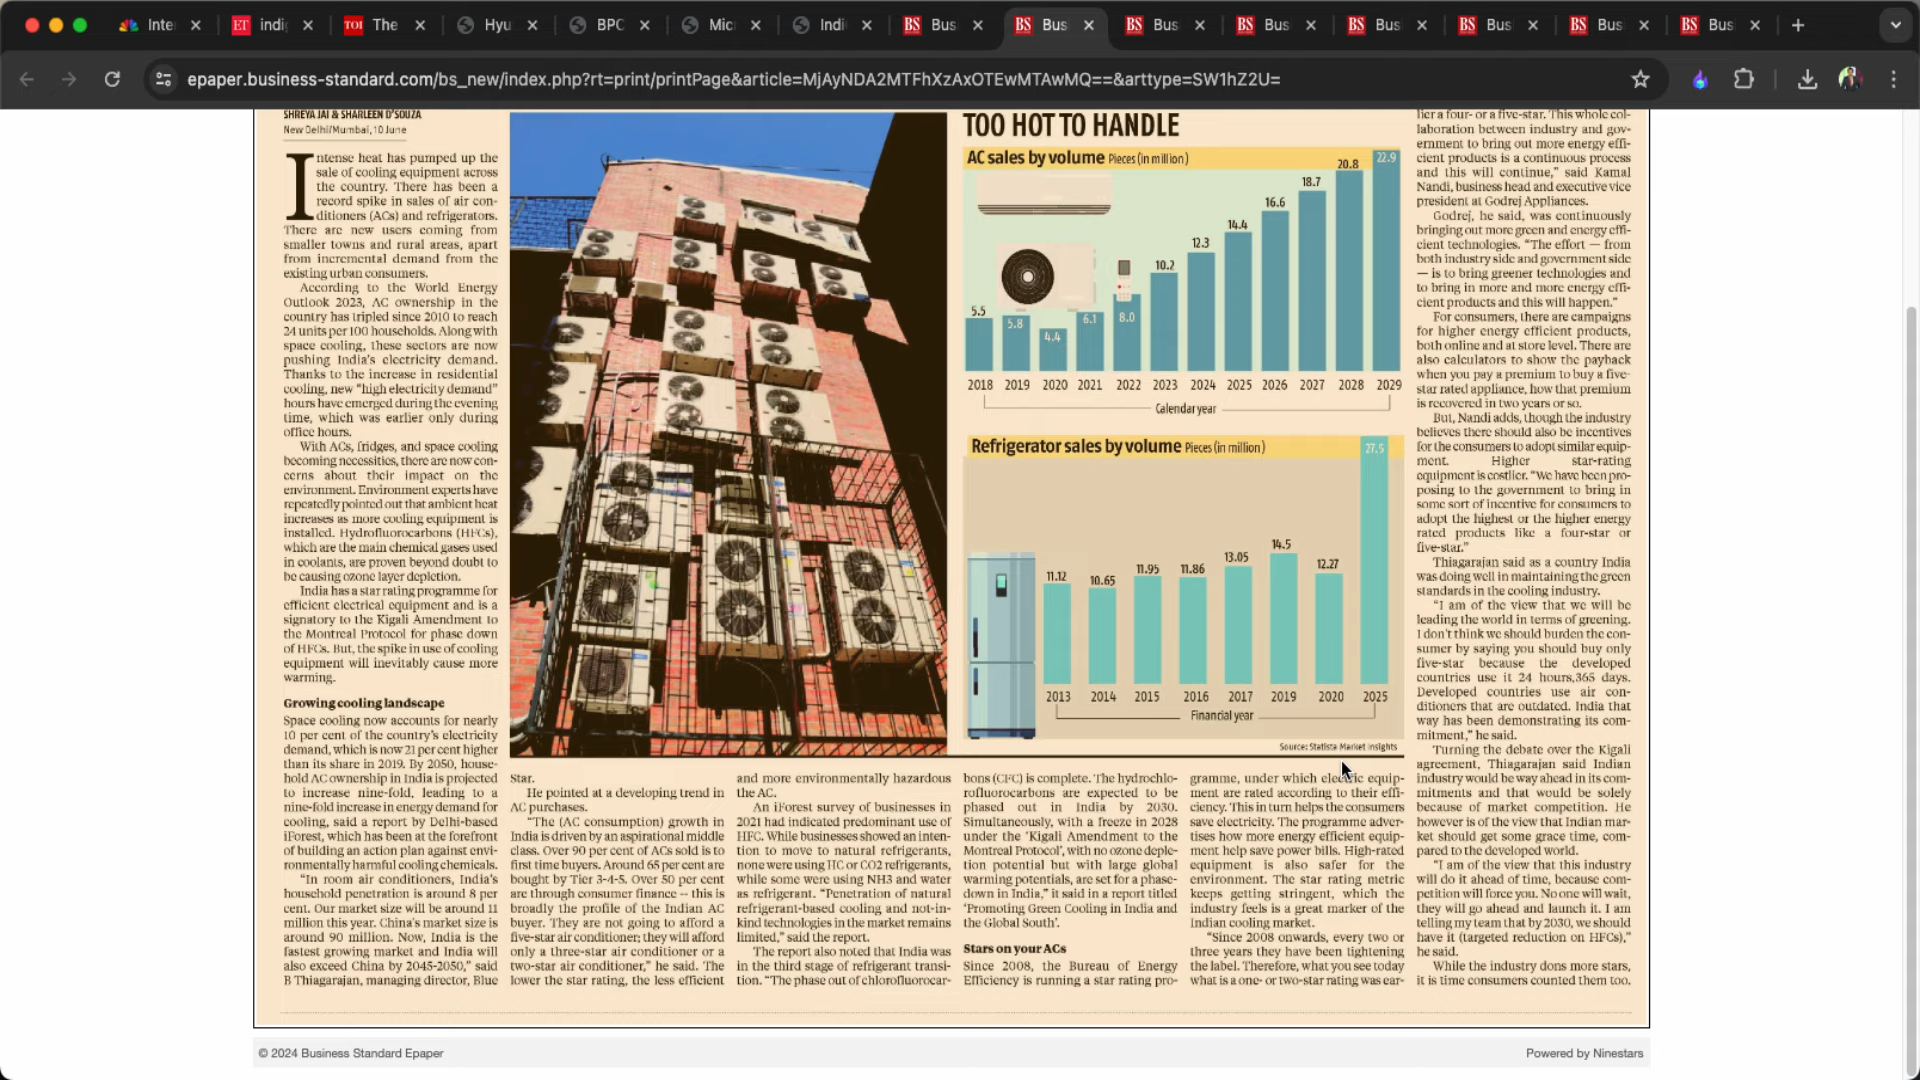 Inte
indi
The
Hyu
BPC
Micr
Indi
BS Bus
BS Bus
BS Bus
BS Bus
BS Bus
BS Bus
BS Bus
BS Bus
ET
TOI
epaper.business-standard.com/bs_new/index.php?rt=print/printPage&article=MjAyNDA2MTFhXzAxOTEwMTAwMQ==&arttype=SW1hZ2U=
SHREYA JAI & SHARLEEN D'SOUZA
New Delhi/Mumbai, 10 June
Intense heat has pumped up the
sale of cooling equipment across
the country. There has been a
record spike in sales of air con-
ditioners (ACs) and refrigerators.
There are new users coming from
smaller towns and rural areas, apart
from incremental demand from the
existing urban consumers.
According to the World Energy
Outlook 2023, AC ownership in the
country has tripled since 2010 to reach
24 units per 100 households. Along with
space cooling, these sectors are now
pushing India's electricity demand.
Thanks to the increase in residential
cooling, new "high electricity demand"
hours have emerged during the evening
time, which was earlier only during
office hours.
With ACs, fridges, and space cooling
becoming necessities, there are now con-
cerns about their impact on the
environment. Environment experts have
repeatedly pointed out that ambient heat
increases as more cooling equipment is
installed. Hydrofluorocarbons (HFCs),
which are the main chemical gases used
in coolants, are proven beyond doubt to
be causing ozone layer depletion.
India has a star rating programme for
efficient electrical equipment and is a
signatory to the Kigali Amendment to
the Montreal Protocol for phase down
of HFCs. But, the spike in use of cooling
equipment will inevitably cause more
warming.
Growing cooling landscape
Space cooling now accounts for nearly
10 per cent of the country's electricity
demand, which is now 21 per cent higher
than its share in 2019. By 2050, house-
hold AC ownership in India is projected
to increase nine-fold, leading to a
nine-fold increase in energy demand for
cooling, said a report by Delhi-based
iForest, which has been at the forefront
of building an action plan against envi-
ronmentally harmful cooling chemicals.
"In room air conditioners, India's
household penetration is around 8 per
cent. Our market size will be around 11
million this year. China's market size is
around 90 million. Now, India is the
fastest growing market and India will
also exceed China by 2045-2050," said
B Thiagarajan, managing director, Blue
Star.
He pointed at a developing trend in
AC purchases.
"The (AC consumption) growth in
India is driven by an aspirational middle
class. Over 90 per cent of ACs sold is to
first time buyers. Around 65 per cent are
bought by Tier 3-4-5. Over 50 per cent
are through consumer finance -- this is
broadly the profile of the Indian AC
buyer. They are not going to afford a
five-star air conditioner; they will afford
only a three-star air conditioner or a
two-star air conditioner," he said. The
lower the star rating, the less efficient
and more environmentally hazardous
the AC.
An iForest survey of businesses in
2021 had indicated predominant use of
HFC. While businesses showed an inten-
tion to move to natural refrigerants,
none were using HC or CO2 refrigerants,
while some were using NH3 and water
as refrigerant. "Penetration of natural
refrigerant-based cooling and not-in-
kind technologies in the market remains
limited," said the report.
The report also noted that India was
in the third stage of refrigerant transi-
tion. "The phase out of chlorofluorocar-
bons (CFC) is complete. The hydrochlo-
rofluorocarbons are expected to be
phased out in India by 2030.
Simultaneously, with a freeze in 2028
under the 'Kigali Amendment to the
Montreal Protocol', with no ozone deple-
tion potential but with large global
warming potentials, are set for a phase-
down in India," it said in a report titled
'Promoting Green Cooling in India and
the Global South'.
Stars on your ACs
Since 2008, the Bureau of Energy
Efficiency is running a star rating pro-
gramme, under which electric equip-
ment are rated according to their effi-
ciency. This in turn helps the consumers
save electricity. The programme adver-
tises how more energy efficient equip-
ment help save power bills. High-rated
equipment is also safer for the
environment. The star rating metric
keeps getting stringent, which the
industry feels is a great marker of the
Indian cooling market.
"Since 2008 onwards, every two or
three years they have been tightening
the label. Therefore, what you see today
what is a one- or two-star rating was ear-
lier a four- or a five-star. This whole col-
laboration between industry and gov-
ernment to bring out more energy effi-
cient products is a continuous process
and this will continue," said Kamal
Nandi, business head and executive vice
president at Godrej Appliances.
Godrej, he said, was continuously
bringing out more green and energy effi-
cient technologies. "The effort — from
both industry side and government side
— is to bring greener technologies and
to bring in more and more energy effi-
cient products and this will happen."
For consumers, there are campaigns
for higher energy efficient products,
both online and at store level. There are
also calculators to show the payback
when you pay a premium to buy a five-
star rated appliance, how that premium
is recovered in two years or so.
But, Nandi adds, though the industry
believes there should also be incentives
for the consumers to adopt similar equip-
ment. Higher star-rating
equipment is costlier. "We have been pro-
posing to the government to bring in
some sort of incentive for consumers to
adopt the highest or the higher energy
rated products like a four-star or
five-star."
Thiagarajan said as a country India
was doing well in maintaining the green
standards in the cooling industry.
"I am of the view that we will be
leading the world in terms of greening.
I don't think we should burden the con-
sumer by saying you should buy only
five-star because the developed
countries use it 24 hours,365 days.
Developed countries use air con-
ditioners that are outdated. India that
way has been demonstrating its com-
mitment," he said.
Turning the debate over the Kigali
agreement, Thiagarajan said Indian
industry would be way ahead in its com-
mitments and that would be solely
because of market competition. He
however is of the view that Indian mar-
ket should get some grace time, com-
pared to the developed world.
"I am of the view that this industry
will do it ahead of time, because com-
petition will force you. No one will wait,
they will go ahead and launch it. I am
telling my team that by 2030, we should
have it (targeted reduction on HFCs),"
he said.
While the industry dons more stars,
it is time consumers counted them too.
TOO HOT TO HANDLE
AC sales by volume Pieces (in million)
5.5 5.8 4.4 6.1 8.0 10.2 12.3 14.4 16.6 18.7 20.8 22.9
2018 2019 2020 2021 2022 2023 2024 2025 2026 2027 2028 2029
Calendar year
Refrigerator sales by volume Pieces (in million)
11.12 10.65 11.95 11.86 13.05 14.5 12.27 27.5
2013 2014 2015 2016 2017 2019 2020 2025
Financial year
Source: Statista Market Insights
© 2024 Business Standard Epaper
Powered by Ninestars